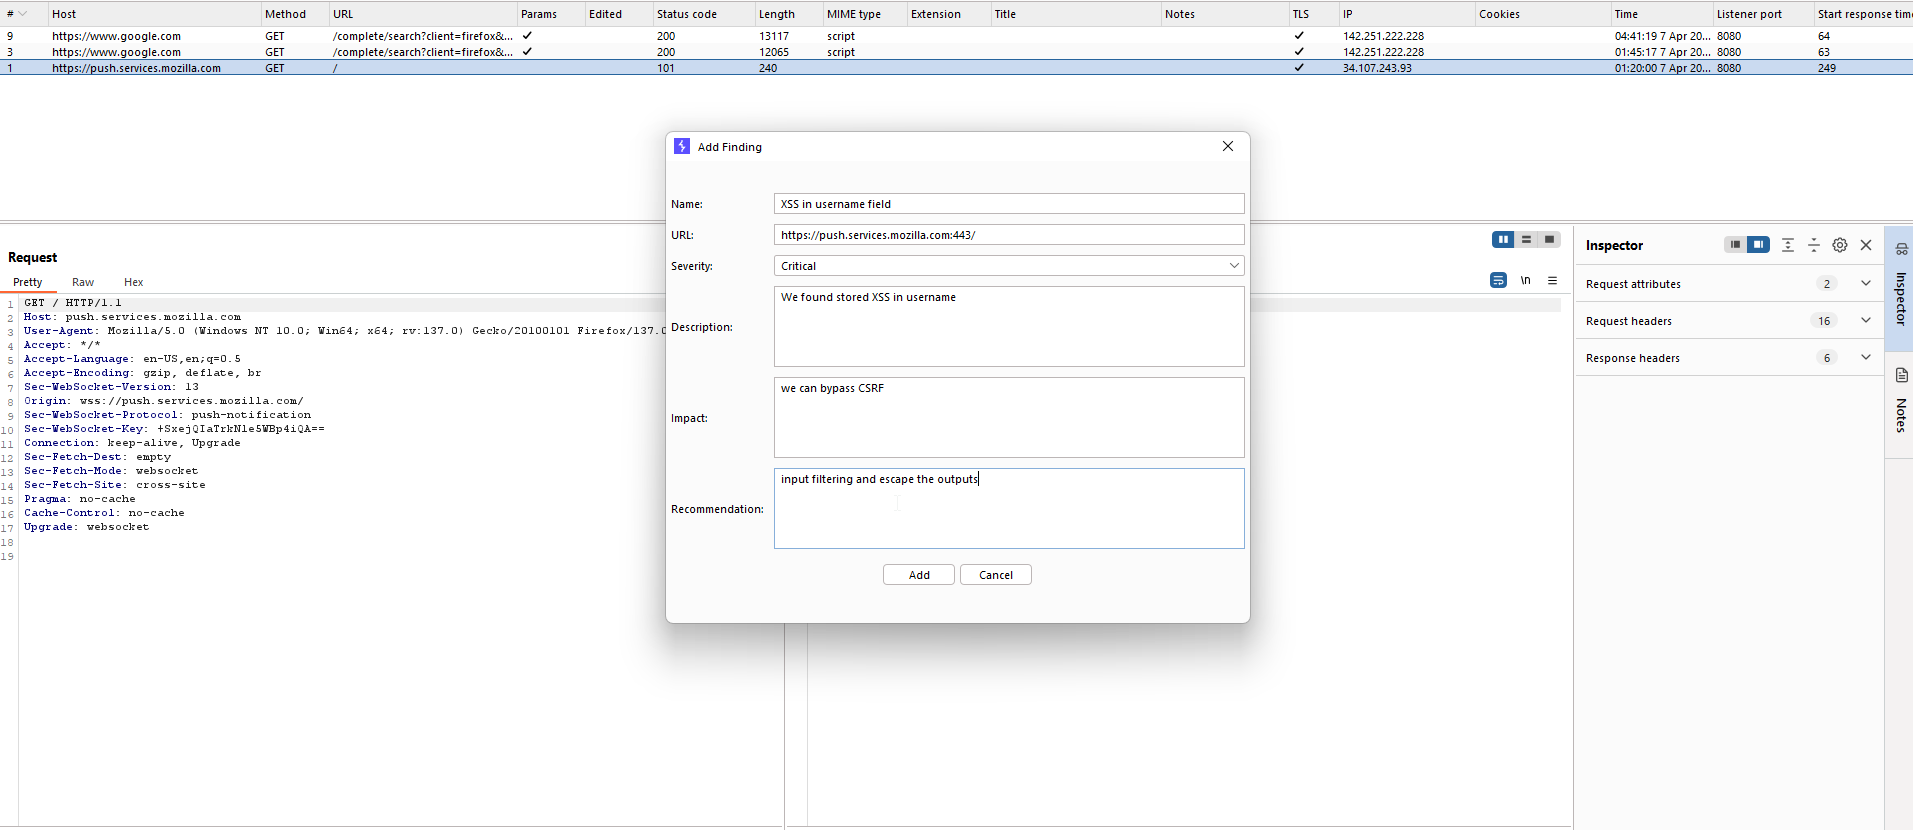 # Host Method URL Params Edited Status code Length MIME type Extension Title Notes TLS IP Cookies Time Listener port Start response time
9 https://www.google.com GET /complete/search?client=firefox&... ✓ 200 13117 script ✓ 142.251.222.228 04:41:19 7 Apr 20... 8080 64
3 https://www.google.com GET /complete/search?client=firefox&... ✓ 200 12065 script ✓ 142.251.222.228 01:45:17 7 Apr 20... 8080 63
1 https://push.services.mozilla.com GET / 101 240 ✓ 34.107.243.93 01:20:00 7 Apr 20... 8080 249
Request
Pretty Raw Hex
1 GET / HTTP/1.1
2 Host: push.services.mozilla.com
3 User-Agent: Mozilla/5.0 (Windows NT 10.0; Win64; x64; rv:137.0) Gecko/20100101 Firefox/137.0
4 Accept: */*
5 Accept-Language: en-US,en;q=0.5
6 Accept-Encoding: gzip, deflate, br
7 Sec-WebSocket-Version: 13
8 Origin: wss://push.services.mozilla.com/
9 Sec-WebSocket-Protocol: push-notification
10 Sec-WebSocket-Key: +SxejQIaTrkNle5WBp4iQA==
11 Connection: keep-alive, Upgrade
12 Sec-Fetch-Dest: empty
13 Sec-Fetch-Mode: websocket
14 Sec-Fetch-Site: cross-site
15 Pragma: no-cache
16 Cache-Control: no-cache
17 Upgrade: websocket
18
19
Add Finding
Name: XSS in username field
URL: https://push.services.mozilla.com:443/
Severity: Critical
Description: We found stored XSS in username
Impact: we can bypass CSRF
Recommendation: input filtering and escape the outputs
Add Cancel
\n
Inspector
Request attributes 2
Request headers 16
Response headers 6
Inspector
Notes